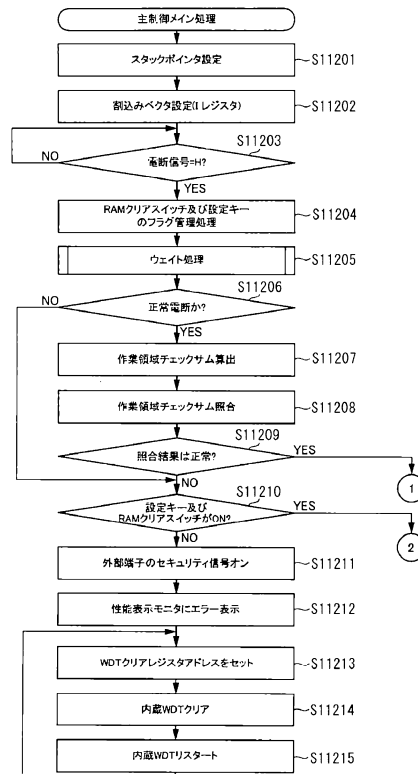 主制御メイン処理
スタックポインタ設定
S11201
割込みベクタ設定(Iレジスタ)
S11202
S11203
NO
電断信号=H?
YES
RAMクリアスイッチ及び設定キー
のフラグ管理処理
S11204
ウェイト処理
S11205
S11206
NO
正常電断か?
YES
作業領域チェックサム算出
S11207
作業領域チェックサム照合
S11208
S11209
照合結果は正常?
YES
1
NO
S11210
設定キー及び
RAMクリアスイッチがON?
YES
2
NO
外部端子のセキュリティ信号オン
S11211
性能表示モニタにエラー表示
S11212
WDTクリアレジスタアドレスをセット
S11213
内蔵WDTクリア
S11214
内蔵WDTリスタート
S11215